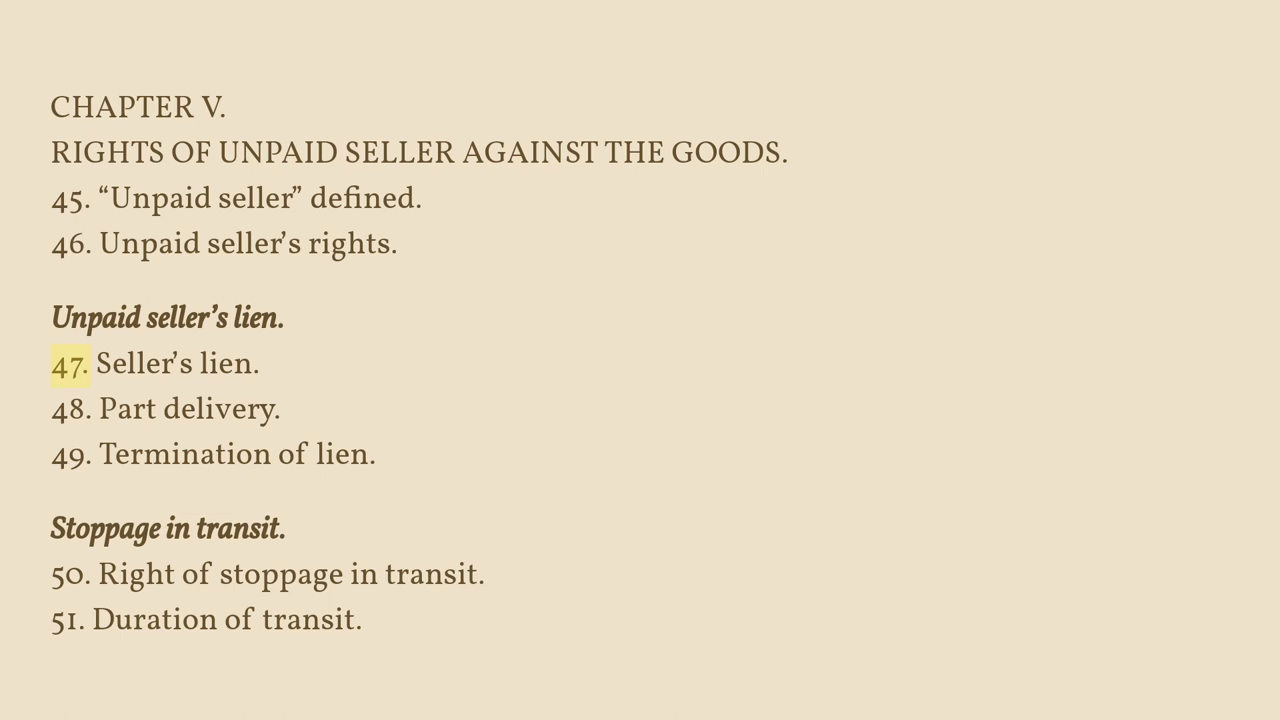 CHAPTER V.
RIGHTS OF UNPAID SELLER AGAINST THE GOODS.
45. “Unpaid seller” defined.
46. Unpaid seller’s rights.
Unpaid seller’s lien.
47. Seller’s lien.
48. Part delivery.
49. Termination of lien.
Stoppage in transit.
50. Right of stoppage in transit.
51. Duration of transit.